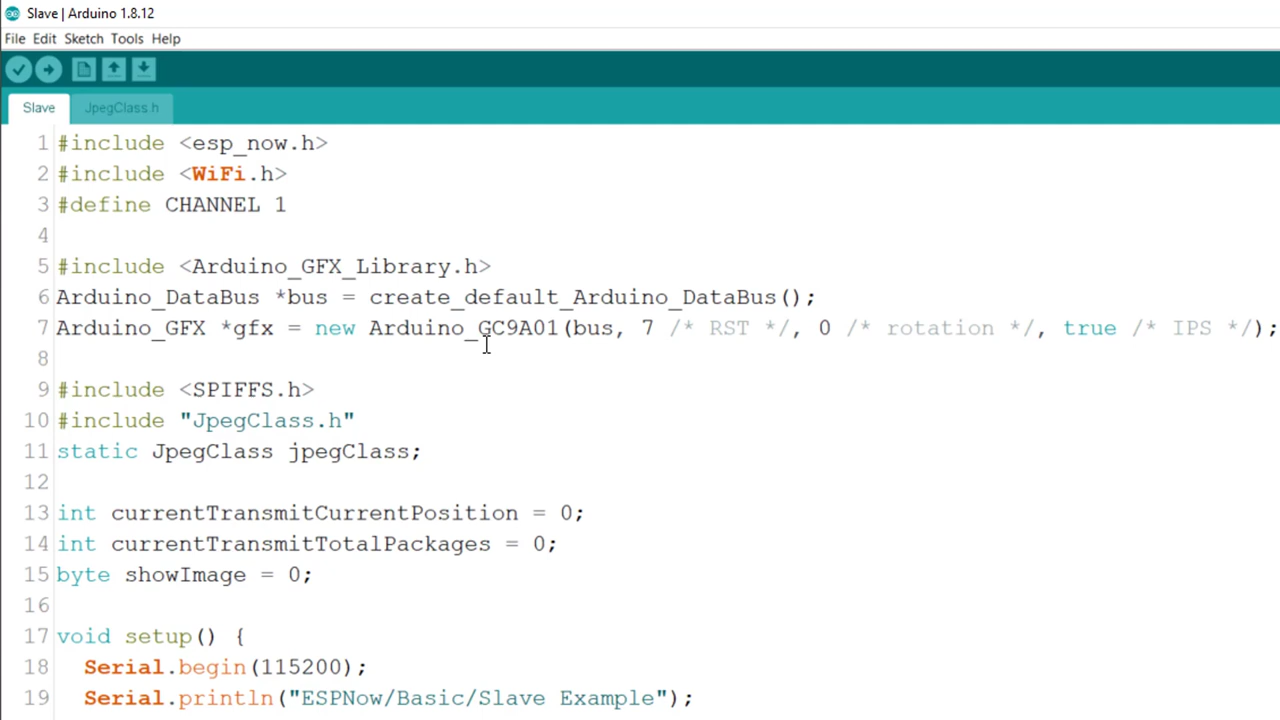 Slave | Arduino 1.8.12
File Edit Sketch Tools Help
Slave JpegClass.h
1 #include <esp_now.h>
2 #include <WiFi.h>
3 #define CHANNEL 1
4
5 #include <Arduino_GFX_Library.h>
6 Arduino_DataBus *bus = create_default_Arduino_DataBus();
7 Arduino_GFX *gfx = new Arduino_GC9A01(bus, 7 /* RST */, 0 /* rotation */, true /* IPS */);
8
9 #include <SPIFFS.h>
10 #include "JpegClass.h"
11 static JpegClass jpegClass;
12
13 int currentTransmitCurrentPosition = 0;
14 int currentTransmitTotalPackages = 0;
15 byte showImage = 0;
16
17 void setup() {
18   Serial.begin(115200);
19   Serial.println("ESPNow/Basic/Slave Example");